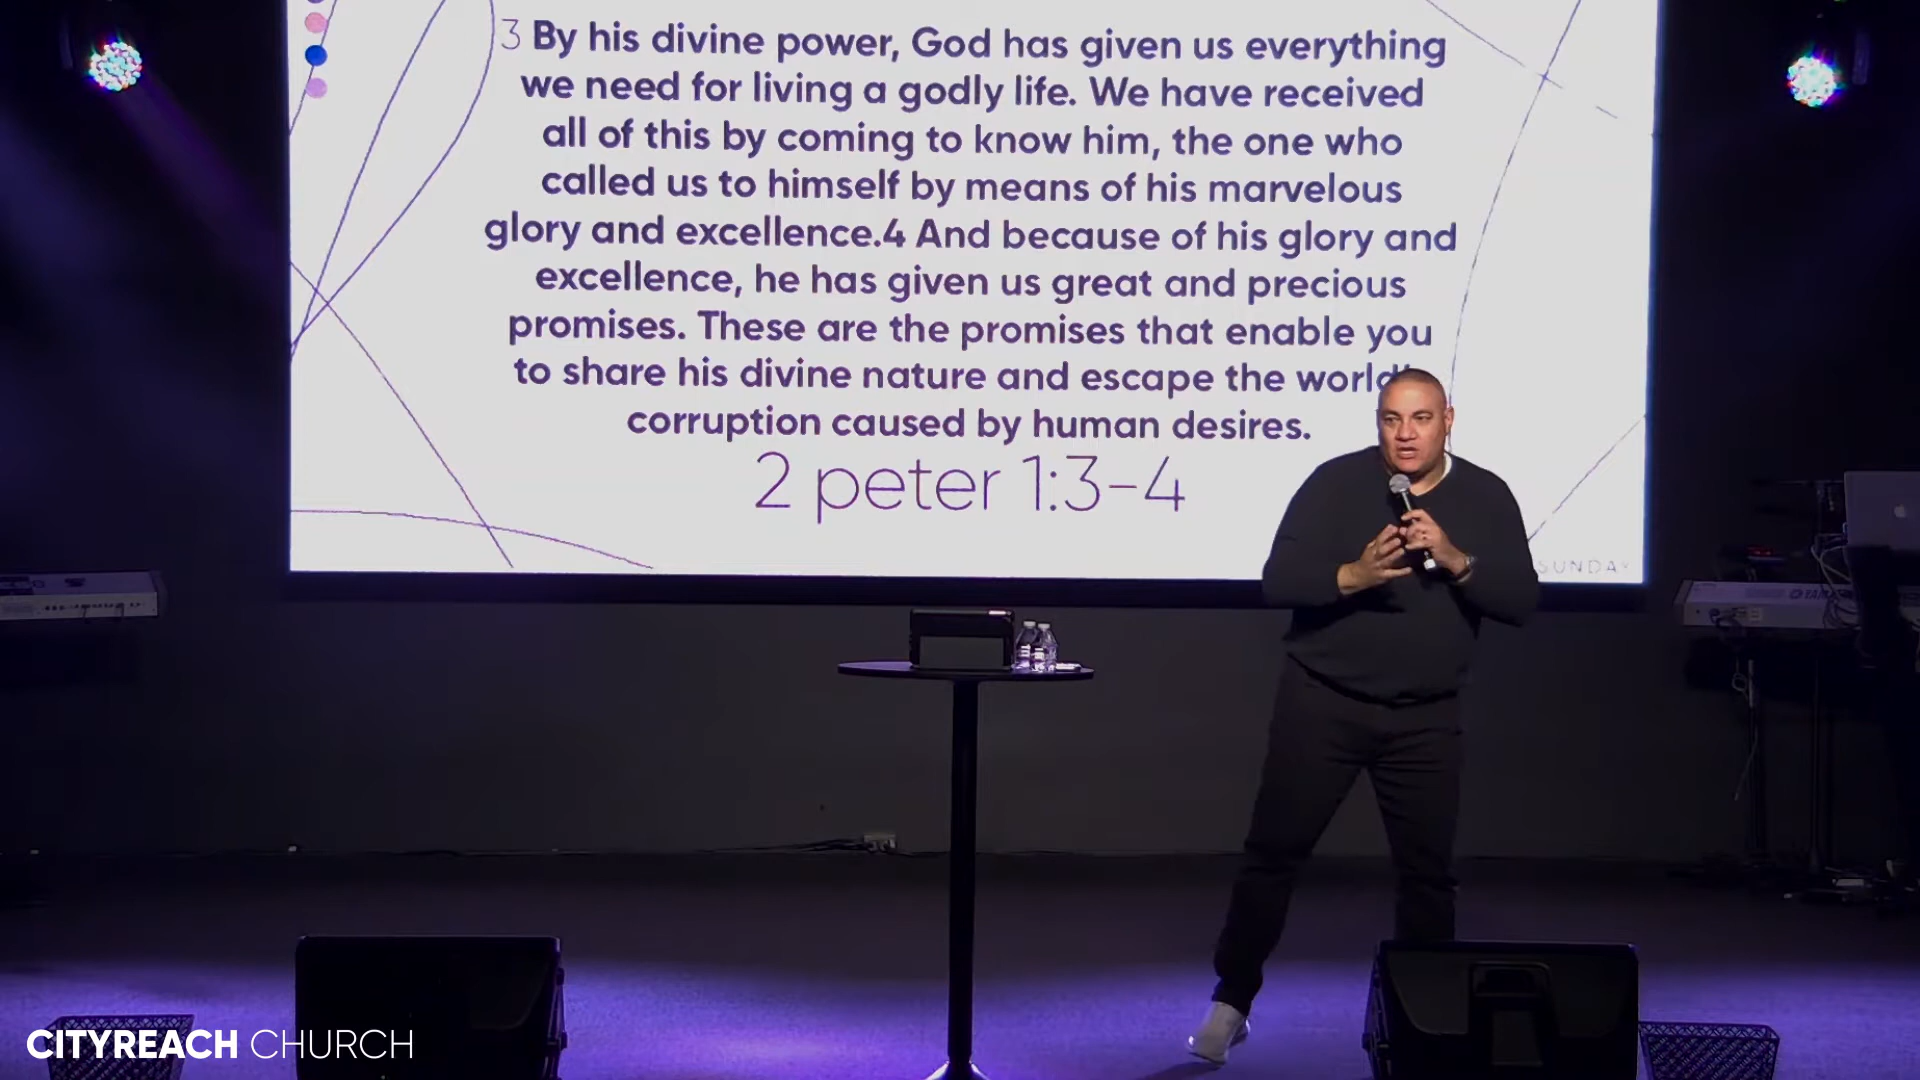 3 By his divine power, God has given us everything
we need for living a godly life. We have received
all of this by coming to know him, the one who
called us to himself by means of his marvelous
glory and excellence.4 And because of his glory and
excellence, he has given us great and precious
promises. These are the promises that enable you
to share his divine nature and escape the
corruption caused by human desires.
2 peter 1:3-4
SUNDAY
CITYREACH CHURCH